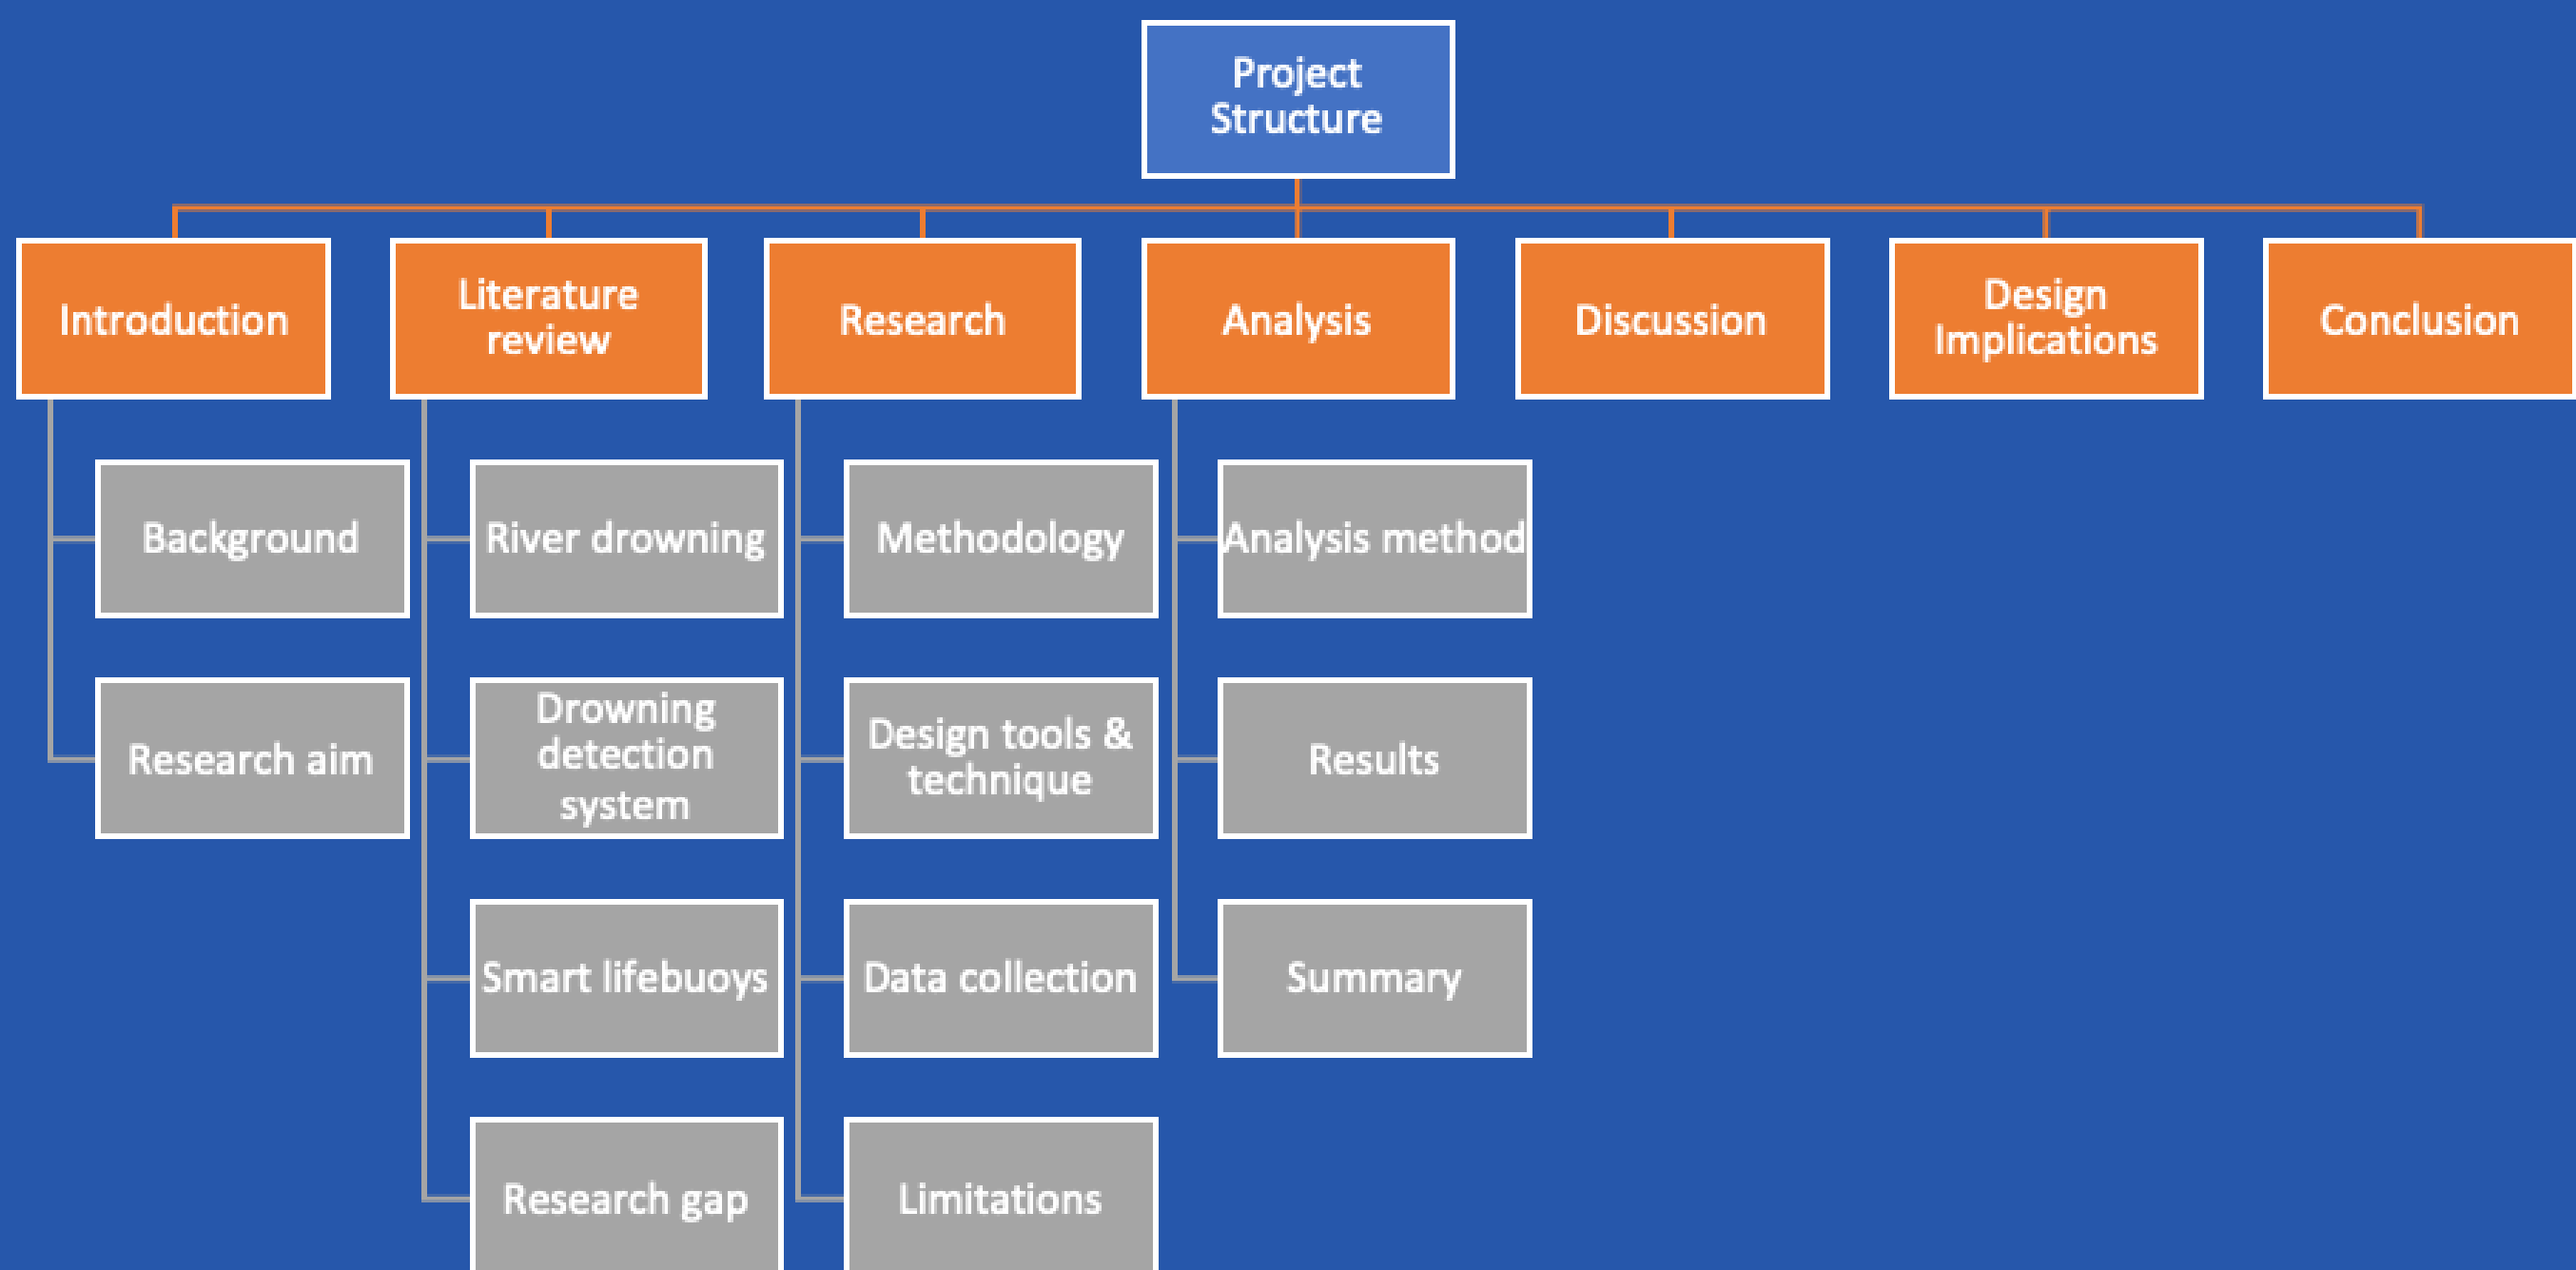 Project
Structure
Introduction
Literature
review
Research
Analysis
Discussion
Design
Implications
Conclusion
Background
Research aim
River drowning
Drowning
detection
system
Smart lifebuoys
Research gap
Methodology
Design tools &
technique
Data collection
Limitations
Analysis method
Results
Summary